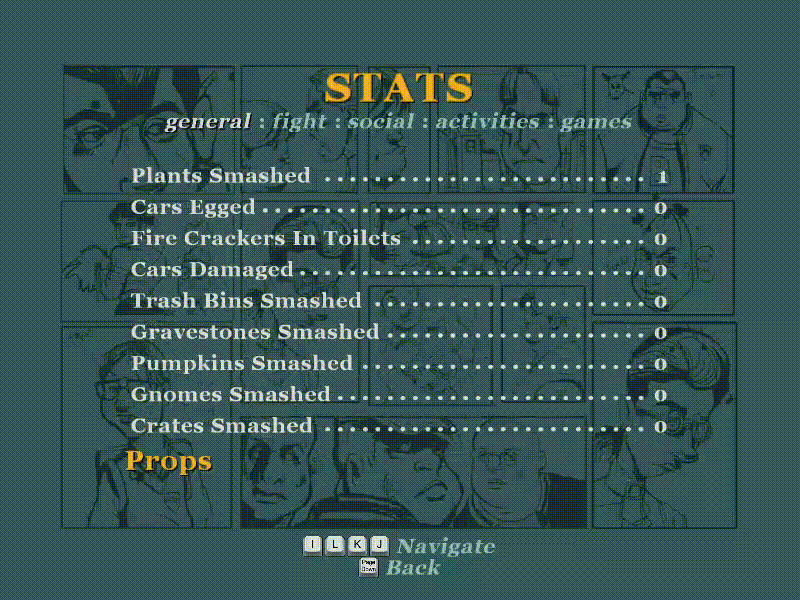 STATS
general : fight : social : activities : games
Plants Smashed ........................... 1
Cars Egged ................................ 0
Fire Crackers In Toilets ................... 0
Cars Damaged ............................ 0
Trash Bins Smashed ...................... 0
Gravestones Smashed ..................... 0
Pumpkins Smashed ....................... 0
Gnomes Smashed ......................... 0
Crates Smashed .......................... 0
Props
I L K J Navigate
Page Down Back